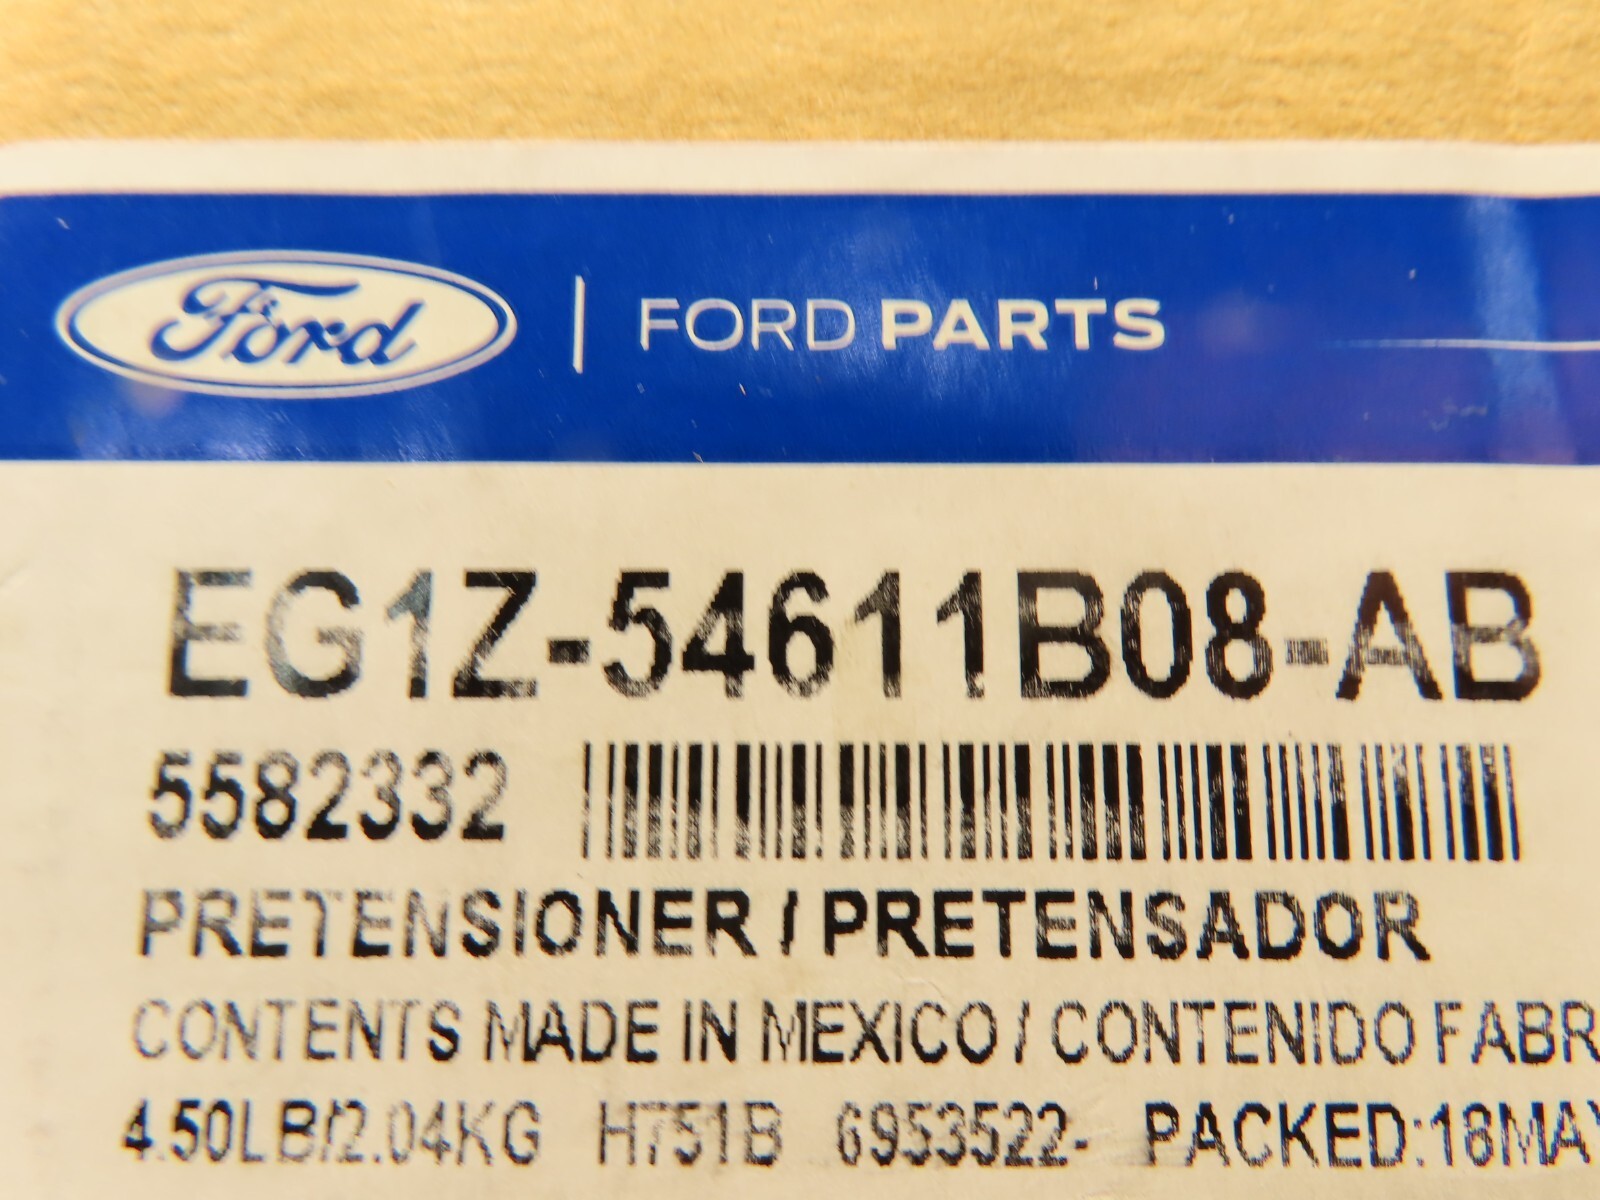 Ford | FORD PARTS
EG1Z-54611B08-AB
5582332
PRETENSIONER / PRETENSADOR
CONTENTS MADE IN MEXICO / CONTENIDO FABR
4.50LB/2.04KG H751B 6953522- PACKED:18MAY